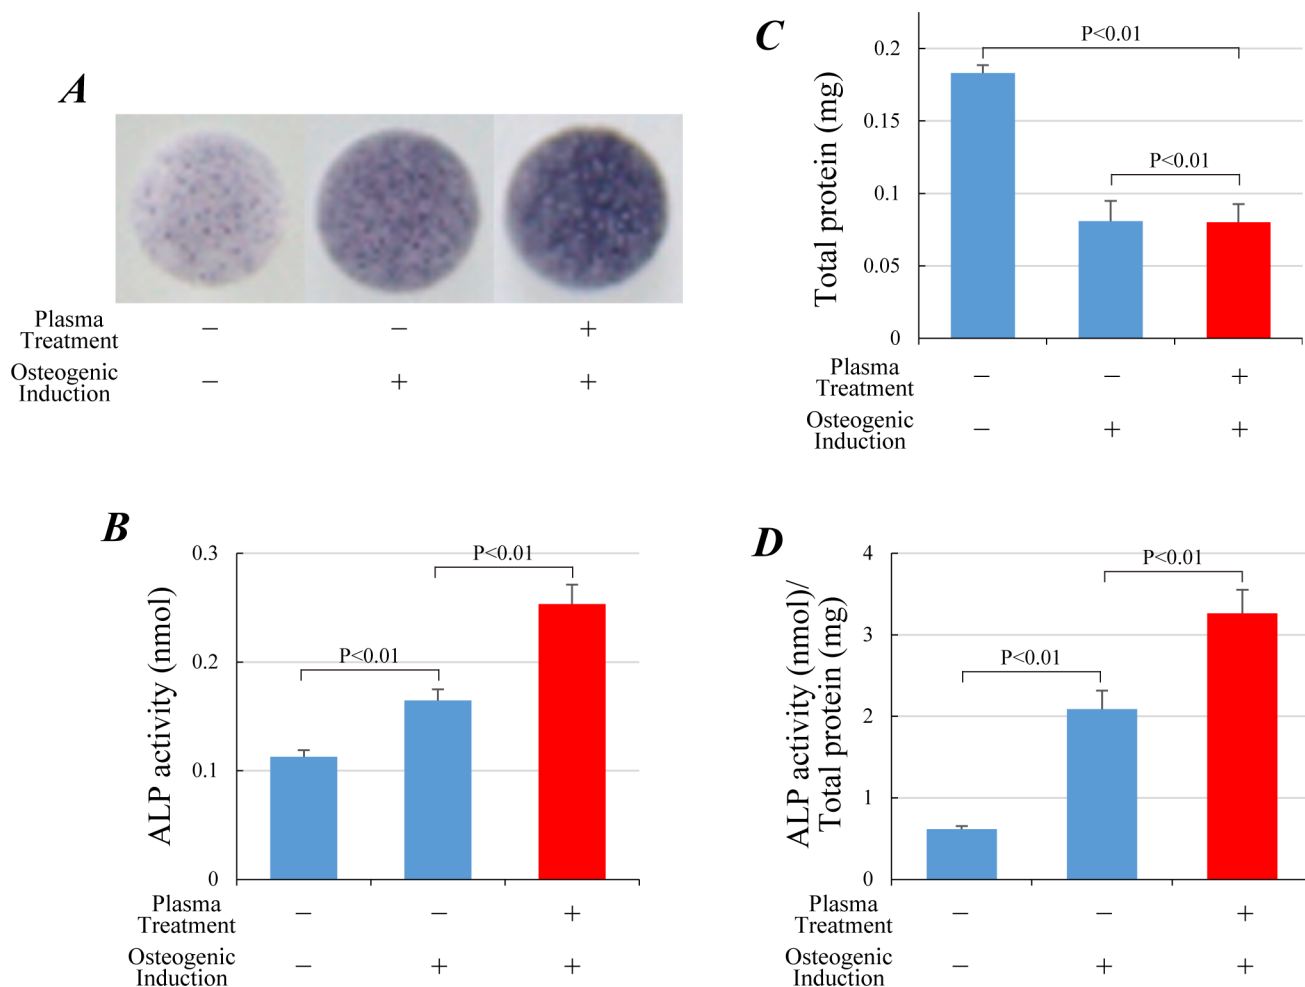 A
Plasma
Treatment
− − +
Osteogenic
Induction
− + +
B
ALP activity (nmol)
0.3
0.2
0.1
0
P<0.01
P<0.01
Plasma
Treatment
− − +
Osteogenic
Induction
− + +
C
Total protein (mg)
0.2
0.15
0.1
0.05
0
P<0.01
P<0.01
Plasma
Treatment
− − +
Osteogenic
Induction
− + +
D
ALP activity (nmol)/
Total protein (mg)
4
3
2
1
0
P<0.01
P<0.01
Plasma
Treatment
− − +
Osteogenic
Induction
− + +